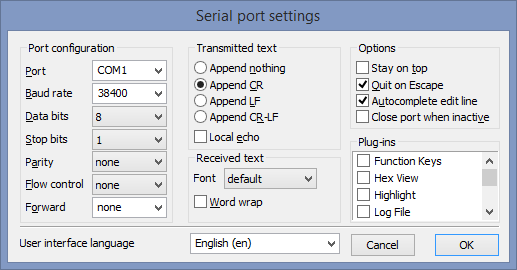 Serial port settings
Port configuration
Port COM1
Baud rate 38400
Data bits 8
Stop bits 1
Parity none
Flow control none
Forward none
Transmitted text
Append nothing
Append CR
Append LF
Append CR-LF
Local echo
Received text
Font default
Word wrap
Options
Stay on top
Quit on Escape
Autocomplete edit line
Close port when inactive
Plug-ins
Function Keys
Hex View
Highlight
Log File
User interface language English (en) Cancel OK